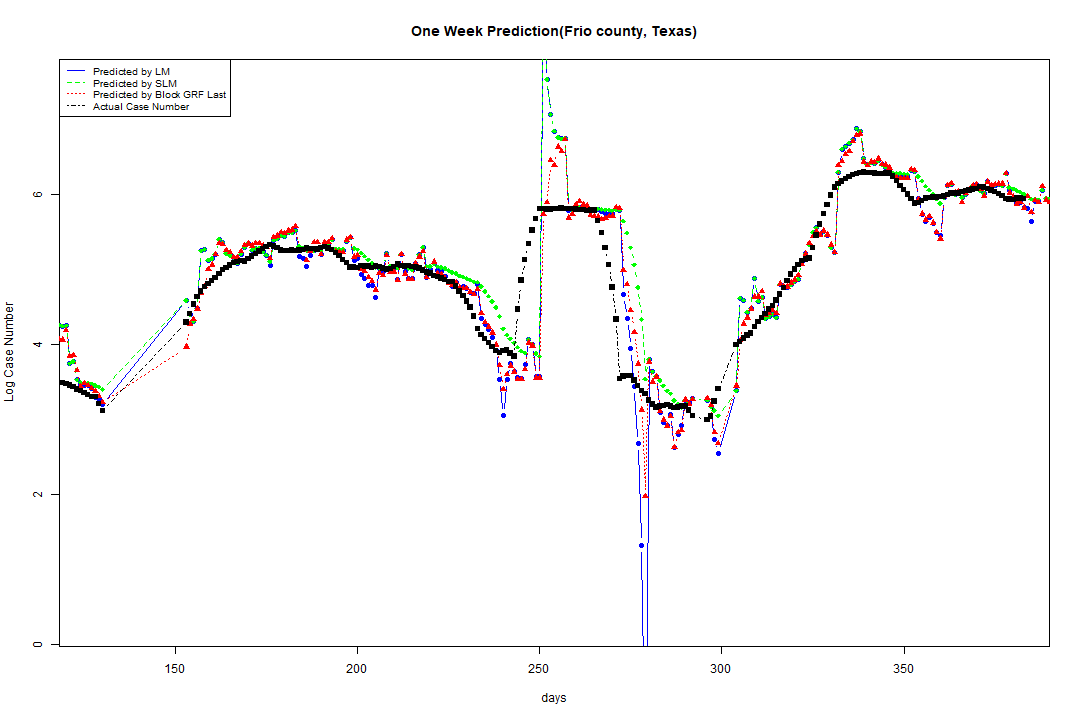 One Week Prediction(Frio county, Texas)
Predicted by LM
Predicted by SLM
Predicted by Block GRF Last
Actual Case Number
Log Case Number
6
4
2
0
150 200 250 300 350
days